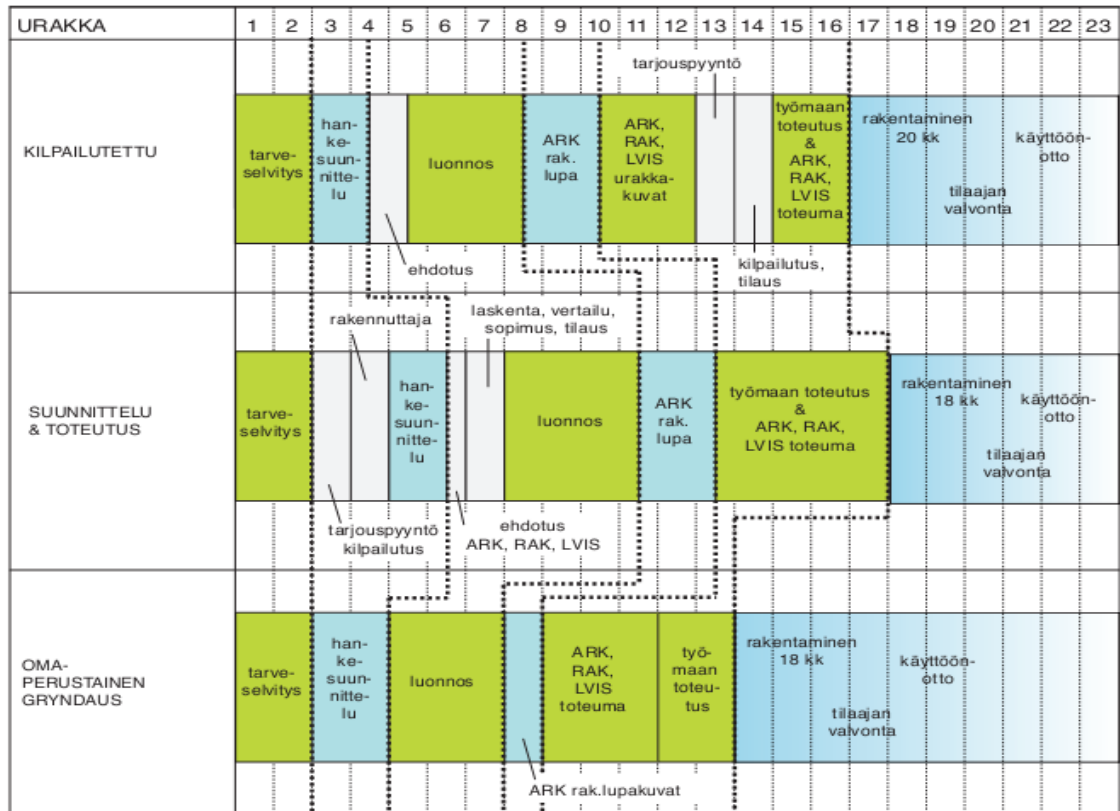 URAKKA 1 2 3 4 5 6 7 8 9 10 11 12 13 14 15 16 17 18 19 20 21 22 23
KILPAILUTETTU
tarve-
selvitys
han-
ke-
suun-
nitte-
lu
ehdotus
luonnos
ARK
rak.
lupa
ARK,
RAK,
LVIS
urakka-
kuvat
tarjouspyyntö
kilpailutus,
tilaus
työmaan
toteutus
&
ARK,
RAK,
LVIS
toteuma
rakentaminen
20 kk
käyttöön-
otto
tilaajan
valvonta
SUUNNITTELU
& TOTEUTUS
tarve-
selvitys
rakennuttaja
tarjouspyyntö
kilpailutus
han-
ke-
suun-
nitte-
lu
laskenta, vertailu,
sopimus, tilaus
ehdotus
ARK, RAK, LVIS
luonnos
ARK
rak.
lupa
työmaan toteutus
&
ARK, RAK,
LVIS toteuma
rakentaminen
18 kk
käyttöön-
otto
tilaajan
valvonta
OMA-
PERUSTAINEN
GRYNDAUS
tarve-
selvitys
han-
ke-
suun-
nitte-
lu
luonnos
ARK rak.lupakuvat
ARK,
RAK,
LVIS
toteuma
työ-
maan
toteu-
tus
rakentaminen
18 kk
käyttöön-
otto
tilaajan
valvonta